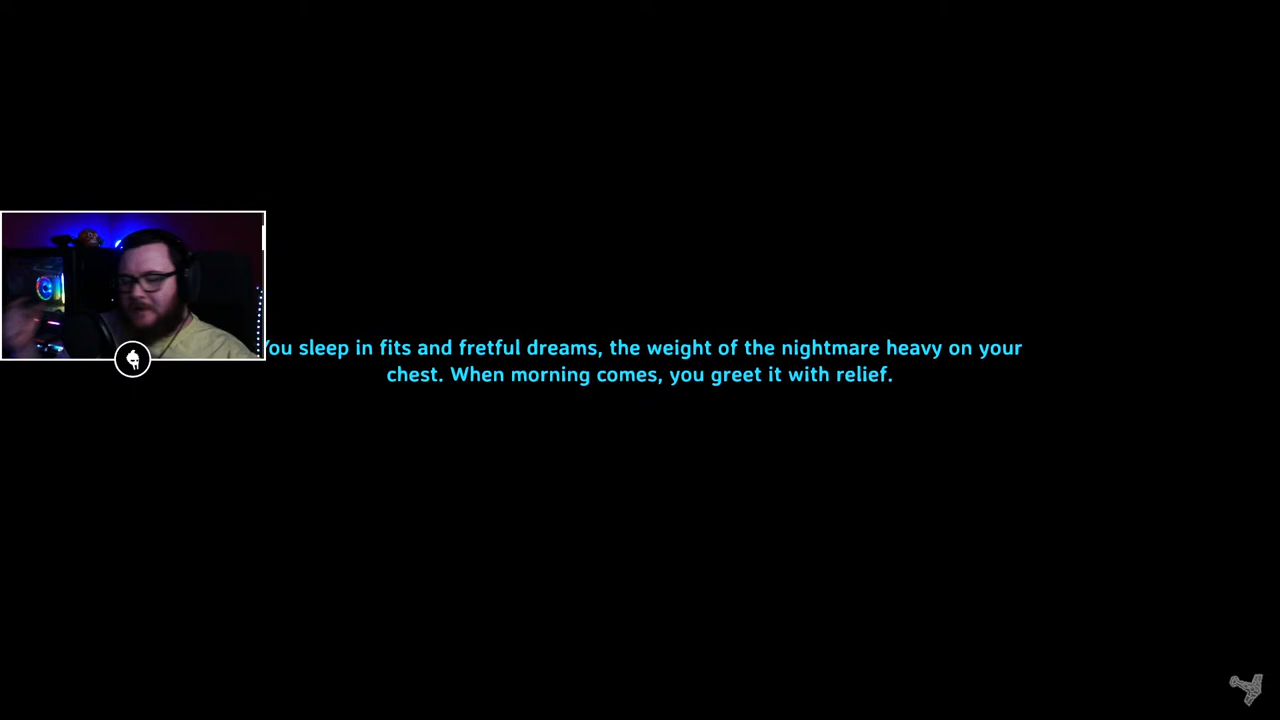 You sleep in fits and fretful dreams, the weight of the nightmare heavy on your
chest. When morning comes, you greet it with relief.